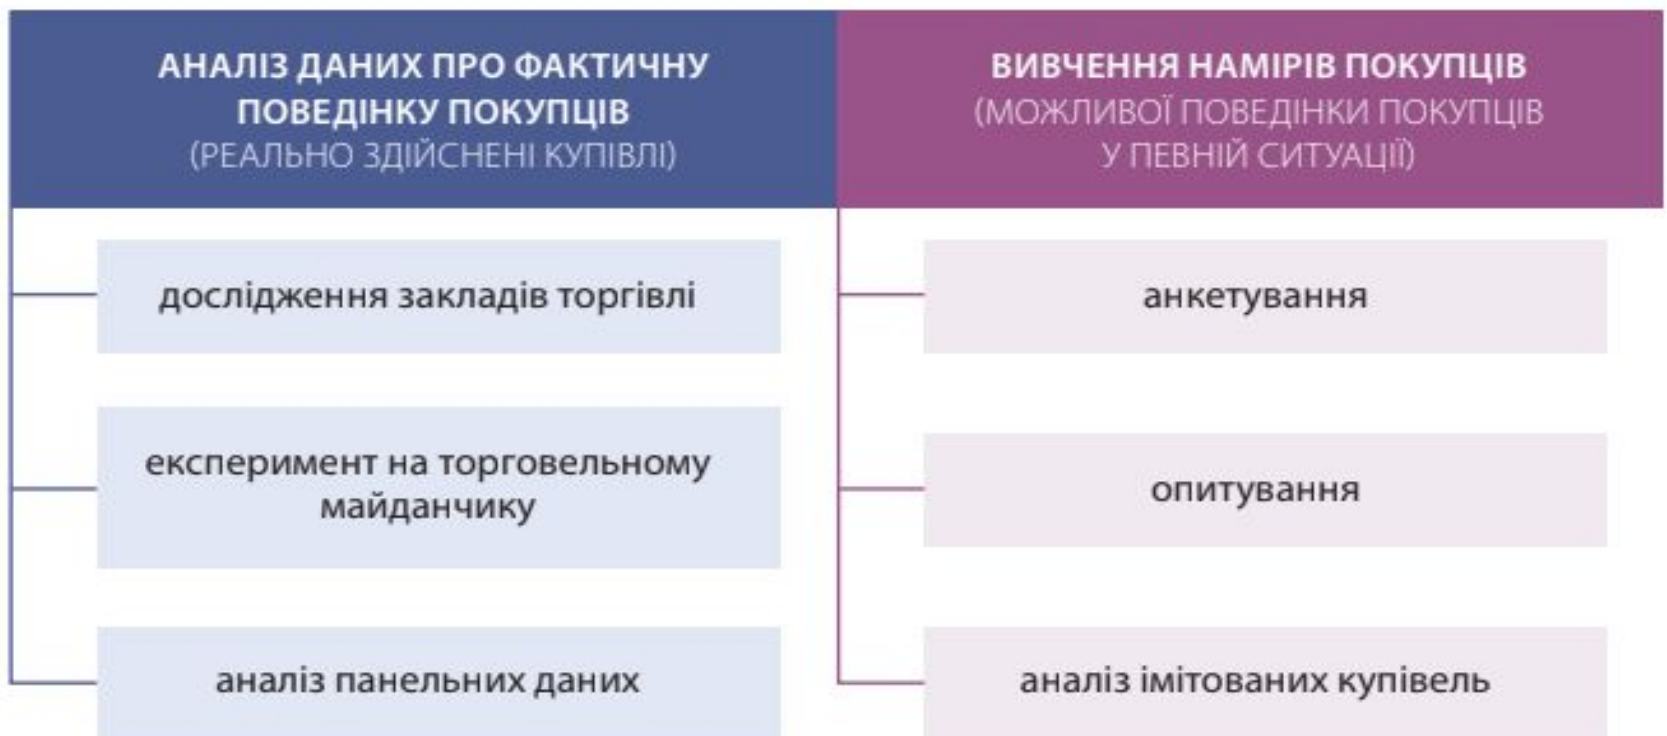 АНАЛІЗ ДАНИХ ПРО ФАКТИЧНУ
ПОВЕДІНКУ ПОКУПЦІВ
(РЕАЛЬНО ЗДІЙСНЕНІ КУПІВЛІ)
дослідження закладів торгівлі
експеримент на торговельному
майданчику
аналіз панельних даних
ВИВЧЕННЯ НАМІРІВ ПОКУПЦІВ
(МОЖЛИВОЇ ПОВЕДІНКИ ПОКУПЦІВ
У ПЕВНІЙ СИТУАЦІЇ)
анкетування
опитування
аналіз імітованих купівель